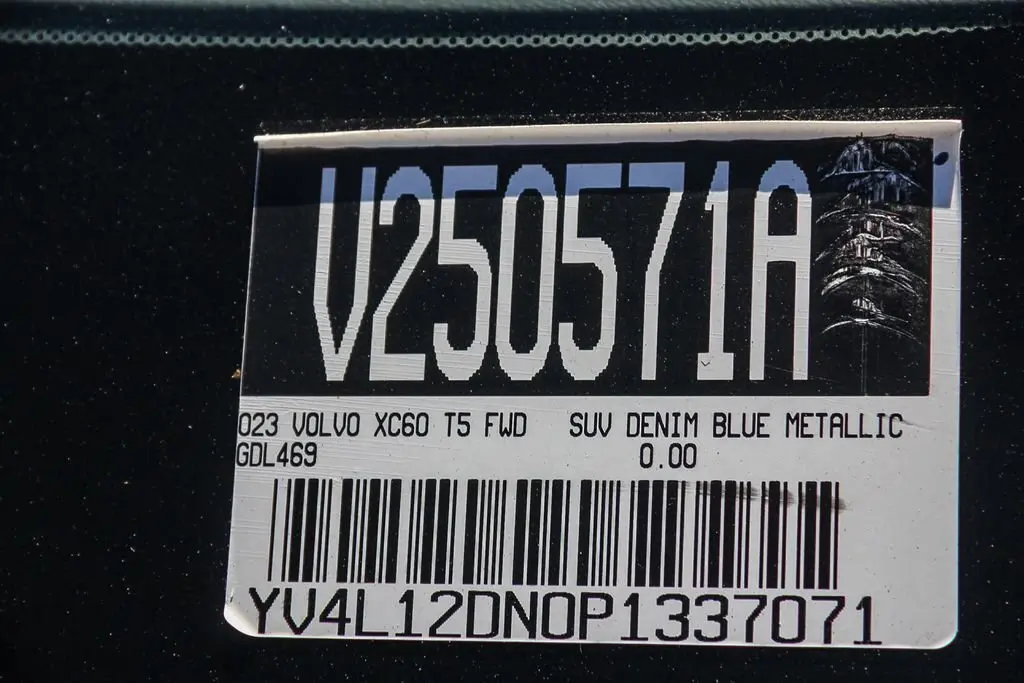 V250571A
023 VOLVO XC60 T5 FWD SUV DENIM BLUE METALLIC
GDL469 0.00
YV4L12DN0P1337071